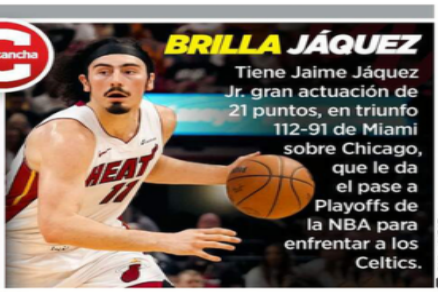 cancha
BRILLA JÁQUEZ
Tiene Jaime Jáquez
Jr. gran actuación de
21 puntos, en triunfo
112-91 de Miami
sobre Chicago,
que le da
el pase a
Playoffs de
la NBA para
enfrentar a los
Celtics.
HEAT
11